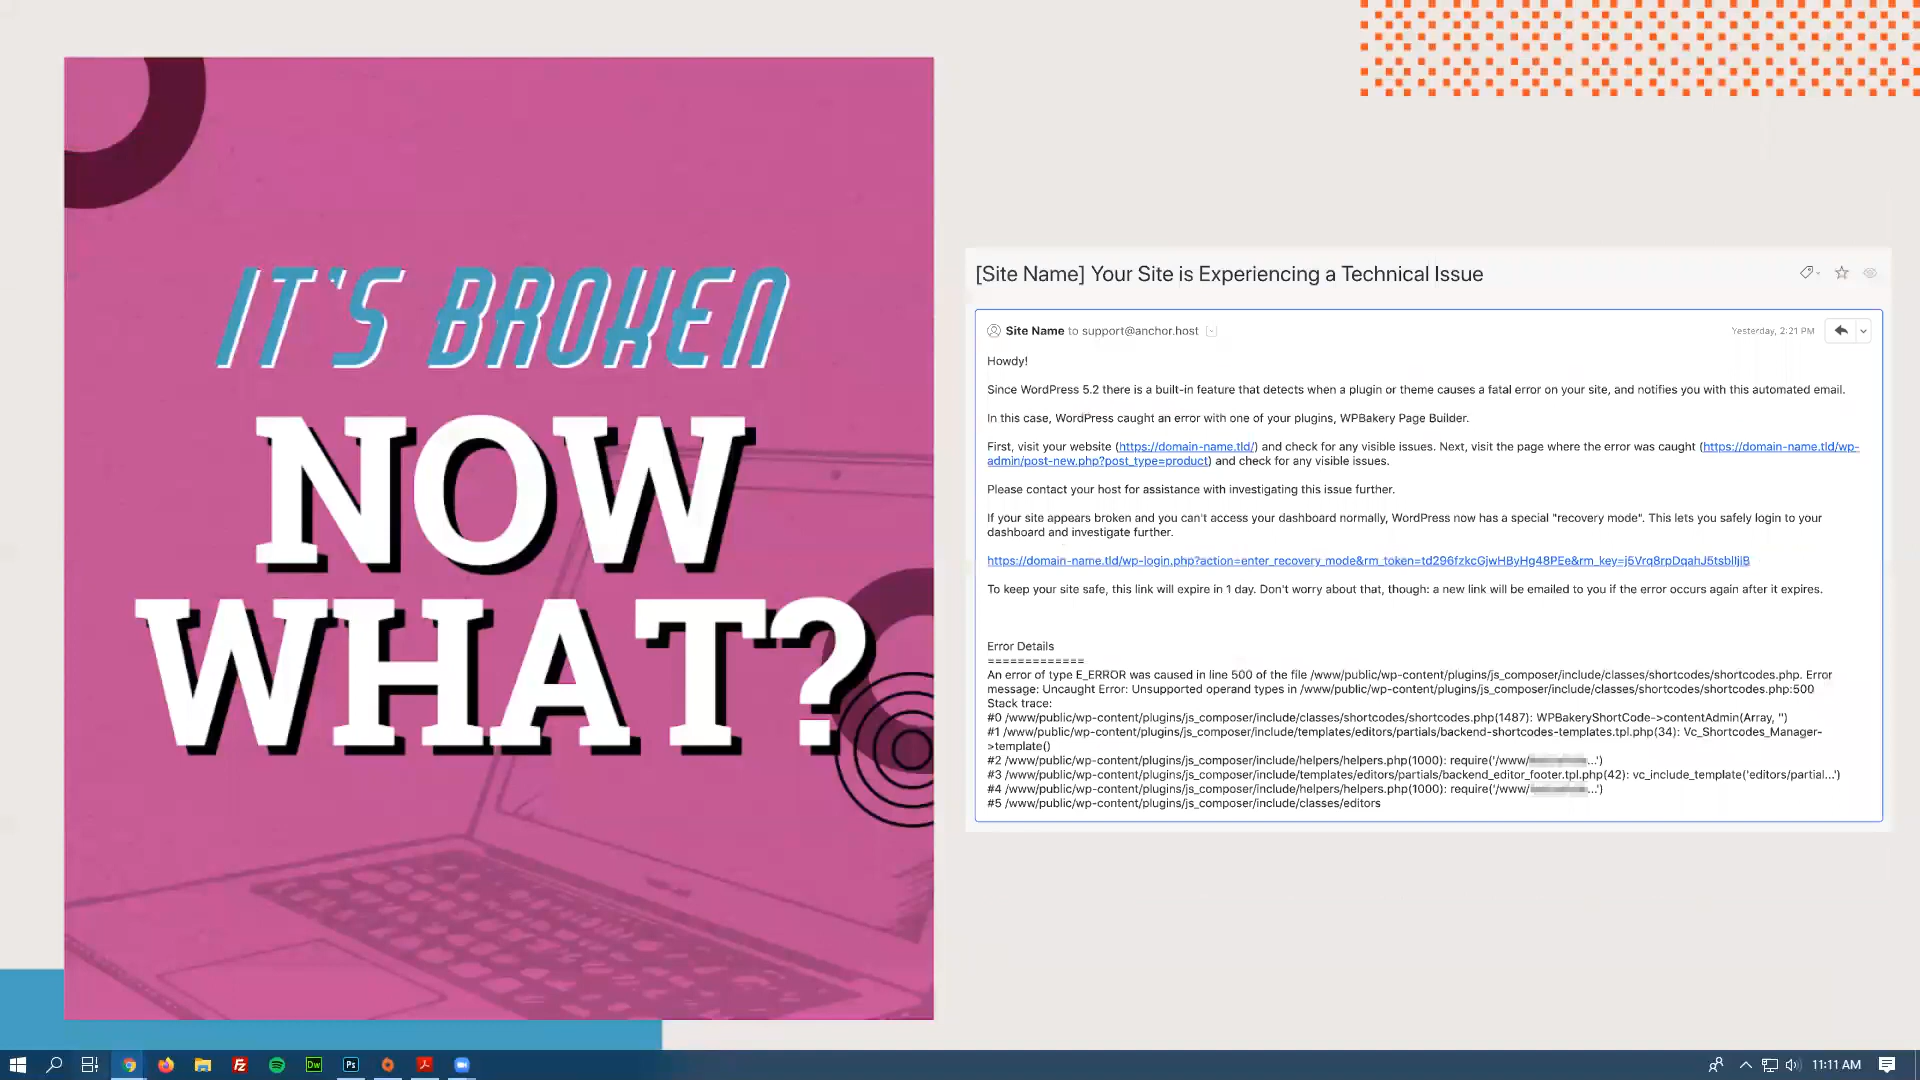 IT'S BROKEN
NOW
WHAT?
[Site Name] Your Site is Experiencing a Technical Issue
Site Name to support@anchor.host
Yesterday, 2:21 PM
Howdy!
Since WordPress 5.2 there is a built-in feature that detects when a plugin or theme causes a fatal error on your site, and notifies you with this automated email.
In this case, WordPress caught an error with one of your plugins, WPBakery Page Builder.
First, visit your website (https://domain-name.tld/) and check for any visible issues. Next, visit the page where the error was caught (https://domain-name.tld/wp-
admin/post-new.php?post_type=product) and check for any visible issues.
Please contact your host for assistance with investigating this issue further.
If your site appears broken and you can't access your dashboard normally, WordPress now has a special "recovery mode". This lets you safely login to your
dashboard and investigate further.
https://domain-name.tld/wp-login.php?action=enter_recovery_mode&rm_token=td296fzkcGjwHByHg48PEe&rm_key=j5Vrq8rpDqahJ5tsblIjlB
To keep your site safe, this link will expire in 1 day. Don't worry about that, though: a new link will be emailed to you if the error occurs again after it expires.
Error Details
=============
An error of type E_ERROR was caused in line 500 of the file /www/public/wp-content/plugins/js_composer/include/classes/shortcodes/shortcodes.php. Error
message: Uncaught Error: Unsupported operand types in /www/public/wp-content/plugins/js_composer/include/classes/shortcodes/shortcodes.php:500
Stack trace:
#0 /www/public/wp-content/plugins/js_composer/include/classes/shortcodes/shortcodes.php(1487): WPBakeryShortCode->contentAdmin(Array, '')
#1 /www/public/wp-content/plugins/js_composer/include/templates/editors/partials/backend-shortcodes-templates.tpl.php(34): Vc_Shortcodes_Manager-
>template()
#2 /www/public/wp-content/plugins/js_composer/include/helpers/helpers.php(1000): require('/www/...')
#3 /www/public/wp-content/plugins/js_composer/include/templates/editors/partials/backend_editor_footer.tpl.php(42): vc_include_template('editors/partial...')
#4 /www/public/wp-content/plugins/js_composer/include/helpers/helpers.php(1000): require('/www/...')
#5 /www/public/wp-content/plugins/js_composer/include/classes/editors
Fz
Dw
Ps
11:11 AM